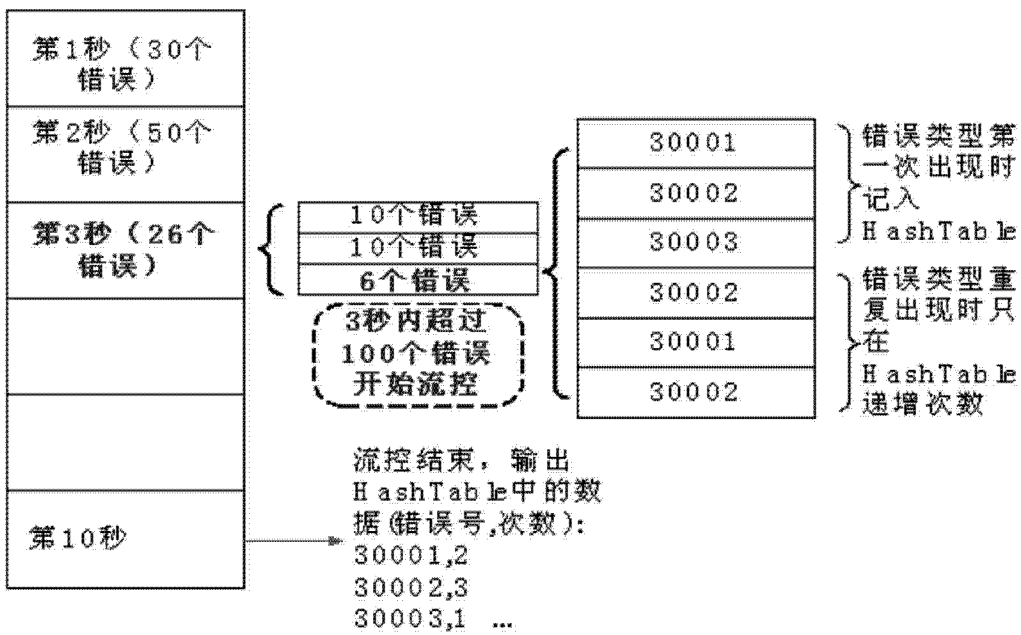 第1秒（30个
错误）
第2秒（50个
错误）
第3秒（26个
错误）
第10秒
10个错误
10个错误
6个错误
3秒内超过
100个错误
开始流控
30001
30002
30003
30002
30001
30002
错误类型第
一次出现时
记入
HashTable
错误类型重
复出现时只
在
HashTable
递增次数
流控结束，输出
HashTable中的数
据(错误号,次数):
30001,2
30002,3
30003,1 …